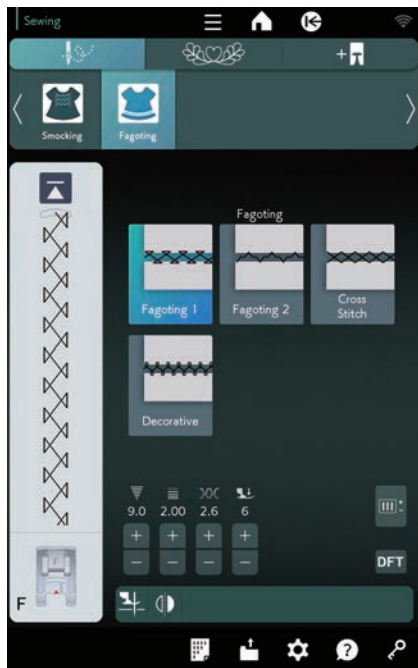 Sewing
Smocking
Fagoting
Fagoting
Fagoting 1
Fagoting 2
Cross
Stitch
Decorative
9.0 2.00 2.6 6
+ + + +
− − − −
DFT
F